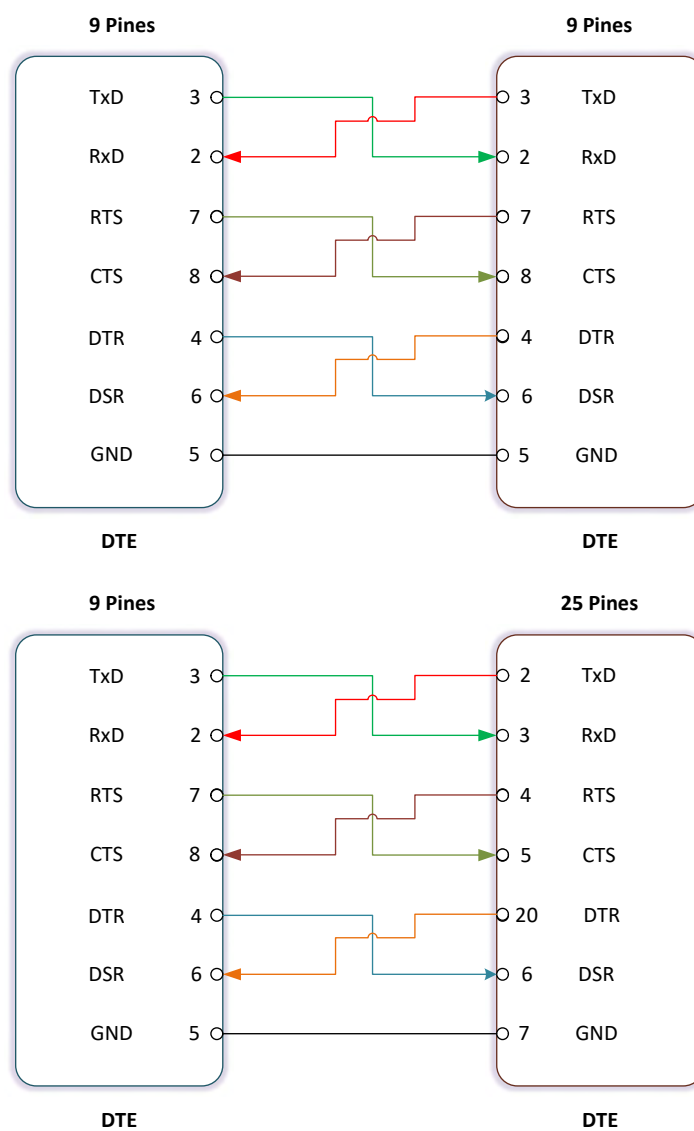 9 Pines 9 Pines
TxD 3 3 TxD
RxD 2 2 RxD
RTS 7 7 RTS
CTS 8 8 CTS
DTR 4 4 DTR
DSR 6 6 DSR
GND 5 5 GND
DTE DTE
9 Pines 25 Pines
TxD 3 2 TxD
RxD 2 3 RxD
RTS 7 4 RTS
CTS 8 5 CTS
DTR 4 20 DTR
DSR 6 6 DSR
GND 5 7 GND
DTE DTE